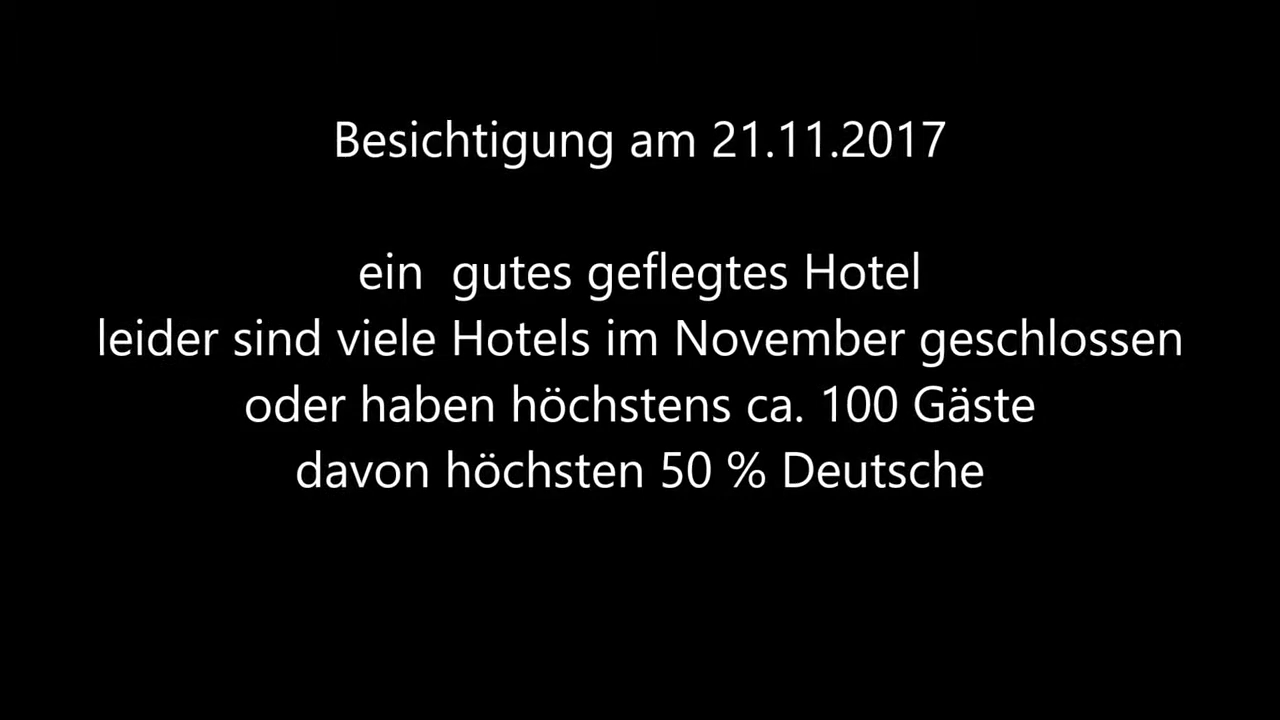 Besichtigung am 21.11.2017
ein  gutes geflegtes Hotel
leider sind viele Hotels im November geschlossen
oder haben höchstens ca. 100 Gäste
davon höchsten 50 % Deutsche